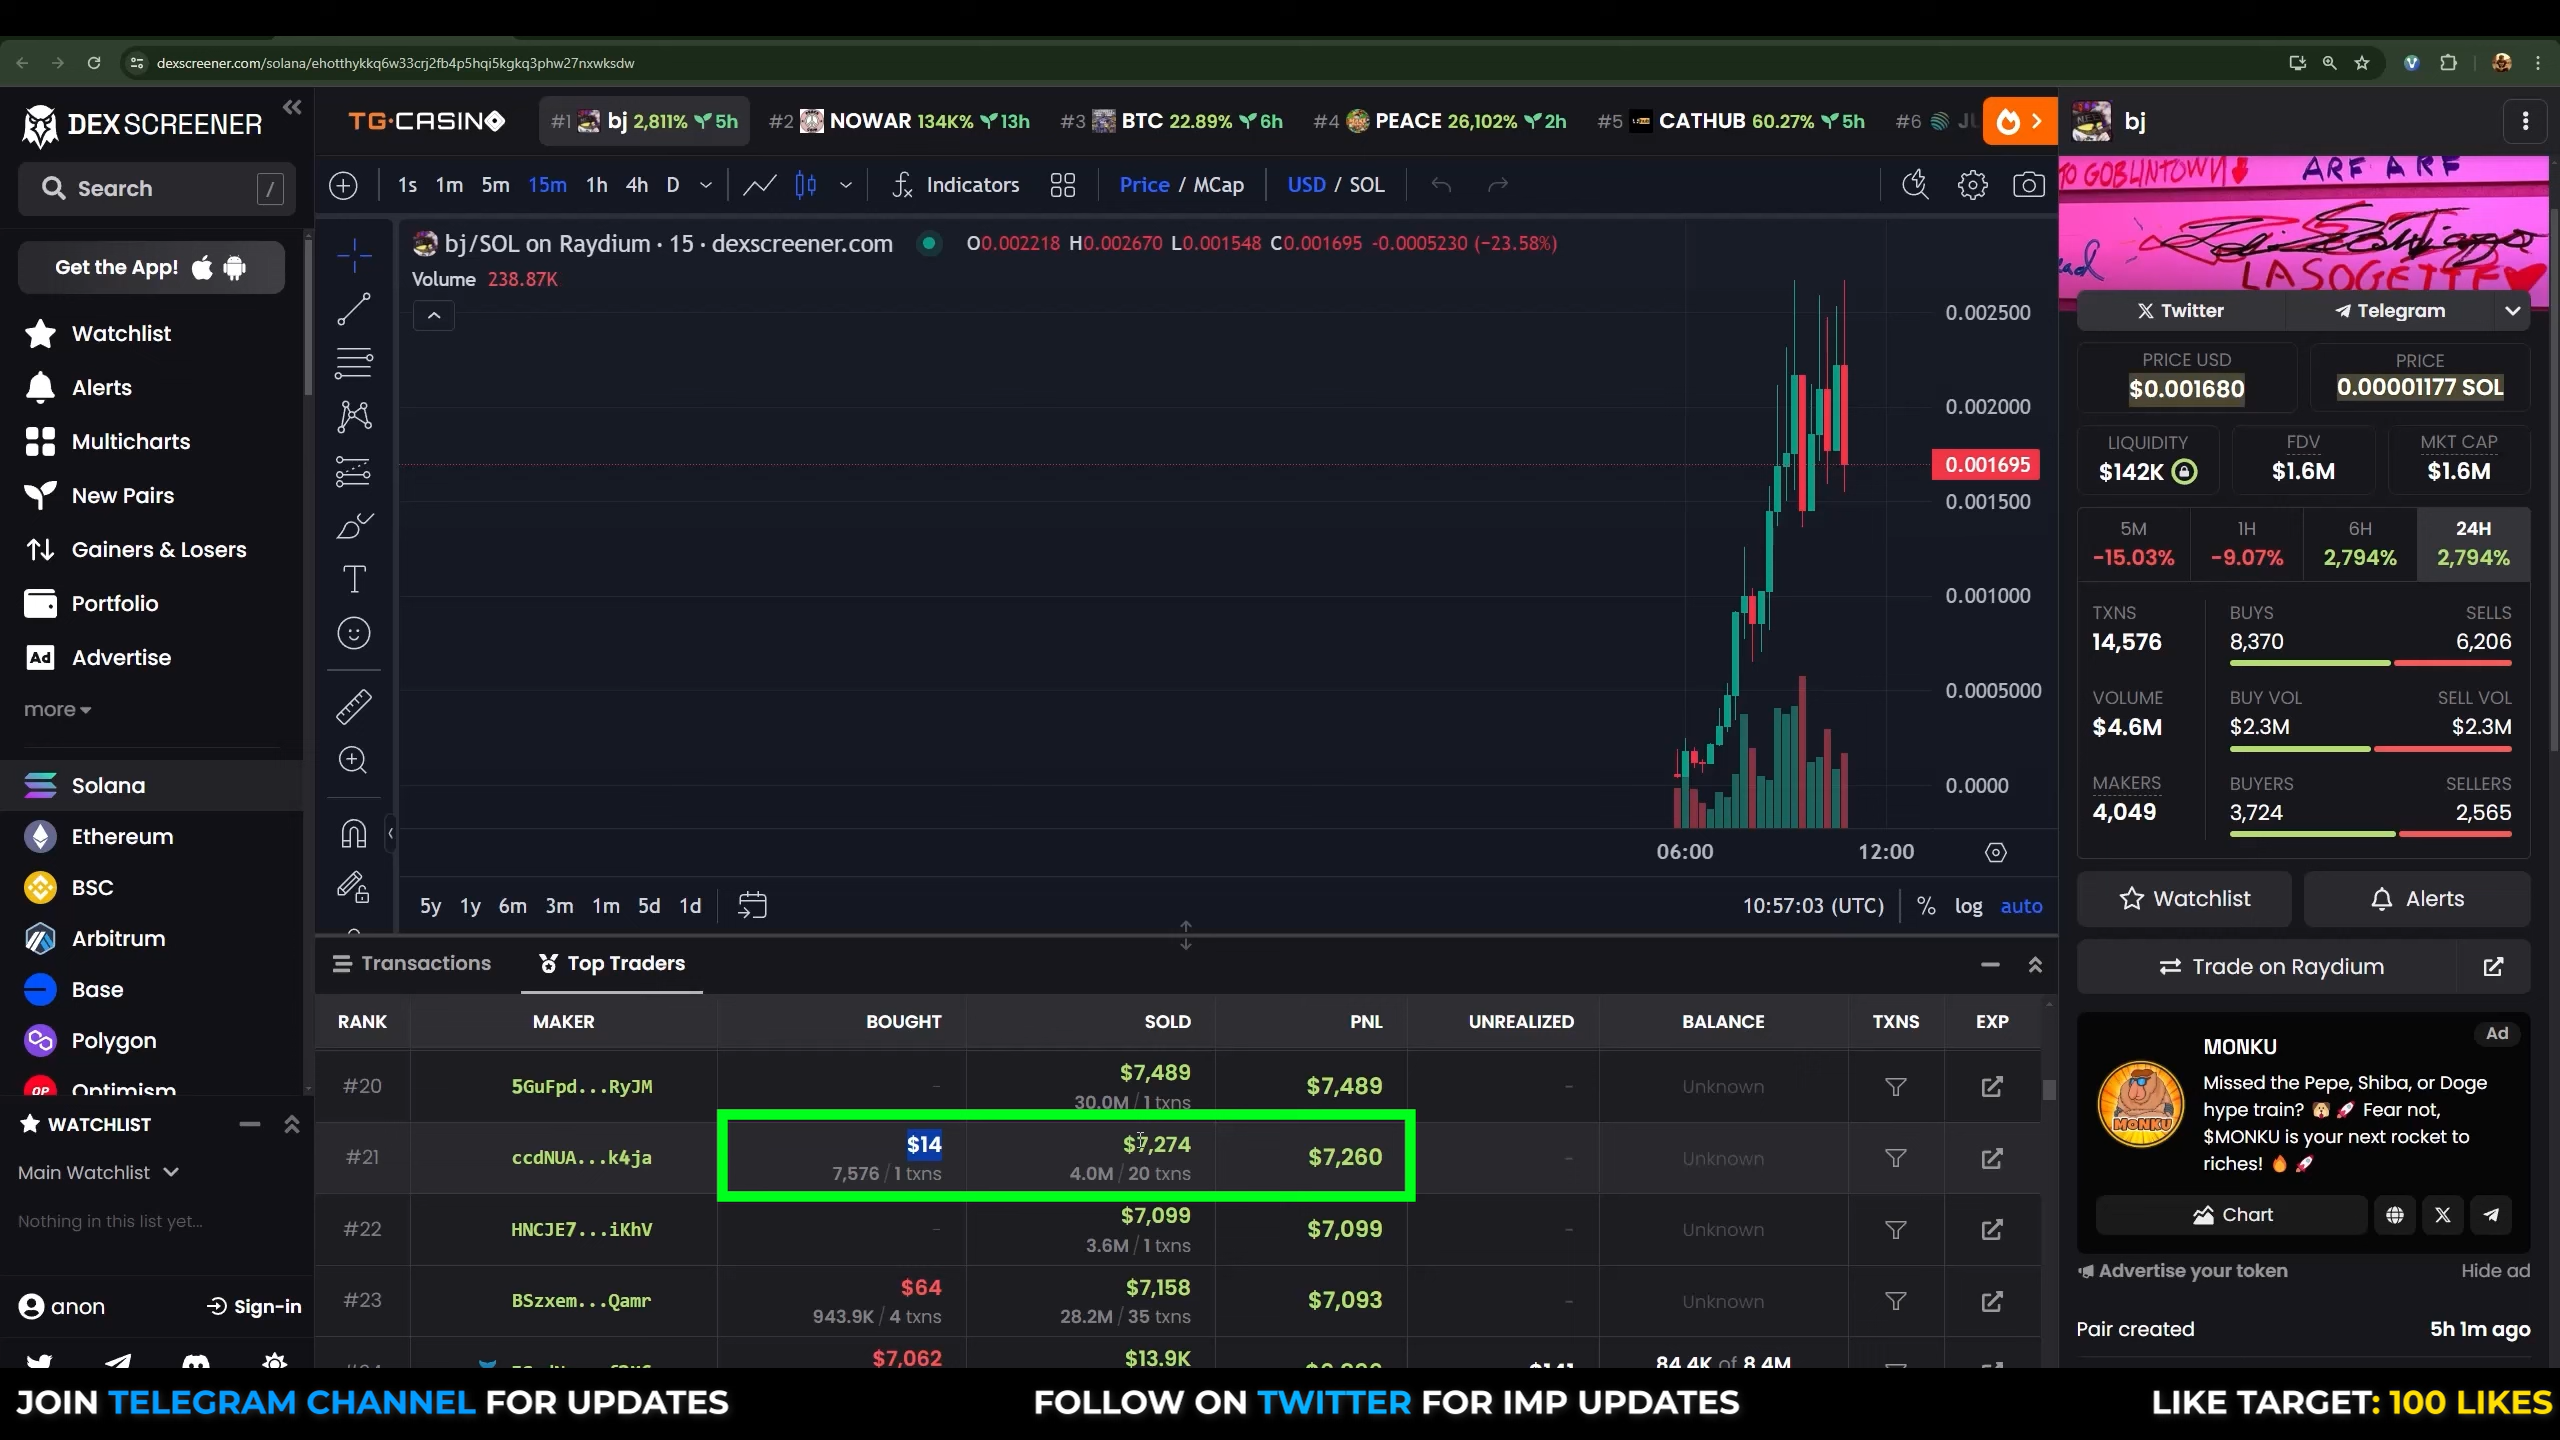 dexscreener.com/solana/ehotthykkq6w33crj2fb4p5hqi5kgkq3phw27nxwksdw
DEX SCREENER
Search /
Get the App!
Watchlist
Alerts
Multicharts
New Pairs
Gainers & Losers
Portfolio
Ad Advertise
more
Solana
Ethereum
BSC
Arbitrum
Base
Polygon
OP Optimism
WATCHLIST
Main Watchlist
Nothing in this list yet...
anon Sign-in
TG.CASINO #1 bj 2,811% 5h #2 NOWAR 134K% 13h #3 BTC 22.89% 6h #4 PEACE 26,102% 2h #5 CATHUB 60.27% 5h #6
1s 1m 5m 15m 1h 4h D Indicators Price / MCap USD / SOL
bj/SOL on Raydium · 15 · dexscreener.com O0.002218 H0.002670 L0.001548 C0.001695 -0.0005230 (−23.58%)
Volume 238.87K
0.002500
0.002000
0.001695
0.001500
0.001000
0.0005000
0.0000
06:00 12:00
5y 1y 6m 3m 1m 5d 1d 10:57:03 (UTC) % log auto
Transactions Top Traders
RANK MAKER BOUGHT SOLD PNL UNREALIZED BALANCE TXNS EXP
#20 5GuFpd...RyJM - $7,489 $7,489 - Unknown
30.0M / 1 txns
#21 ccdNUA...k4ja $14 $7,274 $7,260 - Unknown
7,576 / 1 txns 4.0M / 20 txns
#22 HNCJE7...iKhV - $7,099 $7,099 - Unknown
3.6M / 1 txns
#23 BSzxem...Qamr $64 $7,158 $7,093 - Unknown
943.9K / 4 txns 28.2M / 35 txns
$7,062 $13.9K 84.4K of 8.4M
bj
TO GOBLINTOWN ARF ARF
LASOGETTE
Twitter Telegram
PRICE USD PRICE
$0.001680 0.00001177 SOL
LIQUIDITY FDV MKT CAP
$142K $1.6M $1.6M
5M 1H 6H 24H
-15.03% -9.07% 2,794% 2,794%
TXNS BUYS SELLS
14,576 8,370 6,206
VOLUME BUY VOL SELL VOL
$4.6M $2.3M $2.3M
MAKERS BUYERS SELLERS
4,049 3,724 2,565
Watchlist Alerts
Trade on Raydium
Ad
MONKU
Missed the Pepe, Shiba, or Doge
hype train? Fear not,
$MONKU is your next rocket to
riches!
MONKU
Chart
Advertise your token Hide ad
Pair created 5h 1m ago
JOIN TELEGRAM CHANNEL FOR UPDATES FOLLOW ON TWITTER FOR IMP UPDATES LIKE TARGET: 100 LIKES